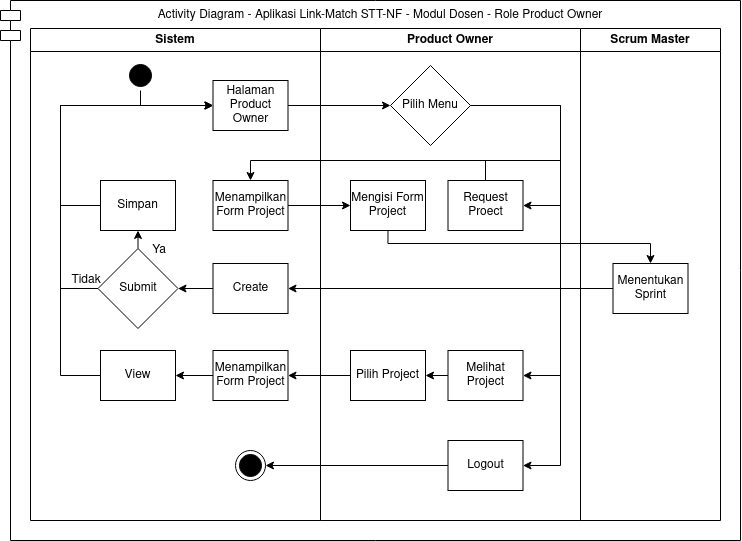 Activity Diagram - Aplikasi Link-Match STT-NF - Modul Dosen - Role Product Owner
Sistem
Product Owner
Scrum Master
Halaman
Product
Owner
Pilih Menu
Simpan
Menampilkan
Form Project
Mengisi Form
Project
Request
Proect
Ya
Tidak
Submit
Create
Menentukan
Sprint
View
Menampilkan
Form Project
Pilih Project
Melihat
Project
Logout